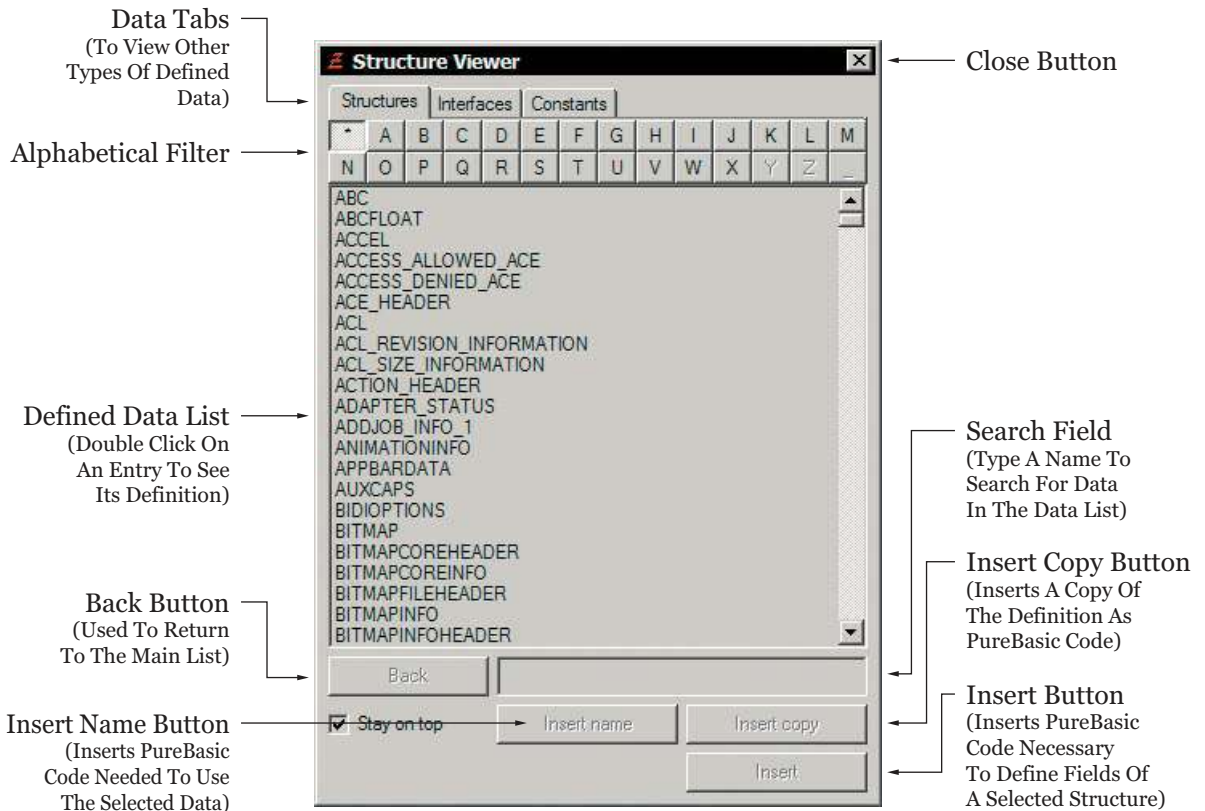 Data Tabs
(To View Other
Types Of Defined
Data)
Alphabetical Filter
Defined Data List
(Double Click On
An Entry To See
Its Definition)
Back Button
(Used To Return
To The Main List)
Insert Name Button
(Inserts PureBasic
Code Needed To Use
The Selected Data)
Structure Viewer
Structures Interfaces Constants
* A B C D E F G H I J K L M
N O P Q R S T U V W X Y Z _
ABC
ABCFLOAT
ACCEL
ACCESS_ALLOWED_ACE
ACCESS_DENIED_ACE
ACE_HEADER
ACL
ACL_REVISION_INFORMATION
ACL_SIZE_INFORMATION
ACTION_HEADER
ADAPTER_STATUS
ADDJOB_INFO_1
ANIMATIONINFO
APPBARDATA
AUXCAPS
BIDIOPTIONS
BITMAP
BITMAPCOREHEADER
BITMAPCOREINFO
BITMAPFILEHEADER
BITMAPINFO
BITMAPINFOHEADER
Back
Stay on top Insert name Insert copy
Insert
Close Button
Search Field
(Type A Name To
Search For Data
In The Data List)
Insert Copy Button
(Inserts A Copy Of
The Definition As
PureBasic Code)
Insert Button
(Inserts PureBasic
Code Necessary
To Define Fields Of
A Selected Structure)